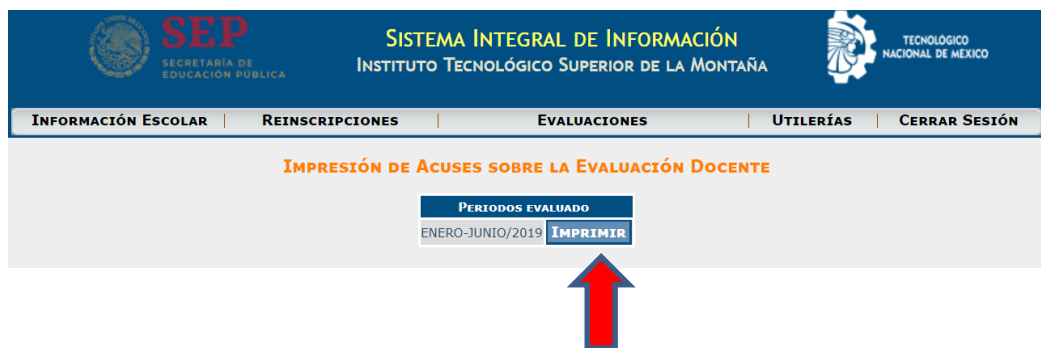 SEP
SECRETARÍA DE
EDUCACIÓN PÚBLICA
SISTEMA INTEGRAL DE INFORMACIÓN
INSTITUTO TECNOLÓGICO SUPERIOR DE LA MONTAÑA
TECNOLÓGICO
NACIONAL DE MÉXICO
INFORMACIÓN ESCOLAR | REINSCRIPCIONES | EVALUACIONES | UTILERÍAS | CERRAR SESIÓN
IMPRESIÓN DE ACUSES SOBRE LA EVALUACIÓN DOCENTE
PERIODOS EVALUADO
ENERO-JUNIO/2019 IMPRIMIR